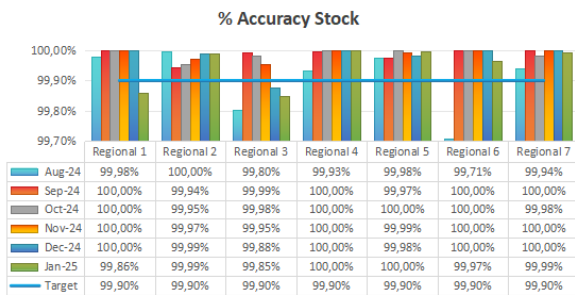 % Accuracy Stock
100,00%
99,90%
99,80%
99,70%
Regional 1 Regional 2 Regional 3 Regional 4 Regional 5 Regional 6 Regional 7
Aug-24 99,98% 100,00% 99,80% 99,93% 99,98% 99,71% 99,94%
Sep-24 100,00% 99,94% 99,99% 100,00% 99,97% 100,00% 100,00%
Oct-24 100,00% 99,95% 99,98% 100,00% 100,00% 100,00% 99,98%
Nov-24 100,00% 99,97% 99,95% 100,00% 99,99% 100,00% 100,00%
Dec-24 100,00% 99,99% 99,88% 100,00% 99,98% 100,00% 100,00%
Jan-25 99,86% 99,99% 99,85% 100,00% 100,00% 99,97% 99,99%
Target 99,90% 99,90% 99,90% 99,90% 99,90% 99,90% 99,90%